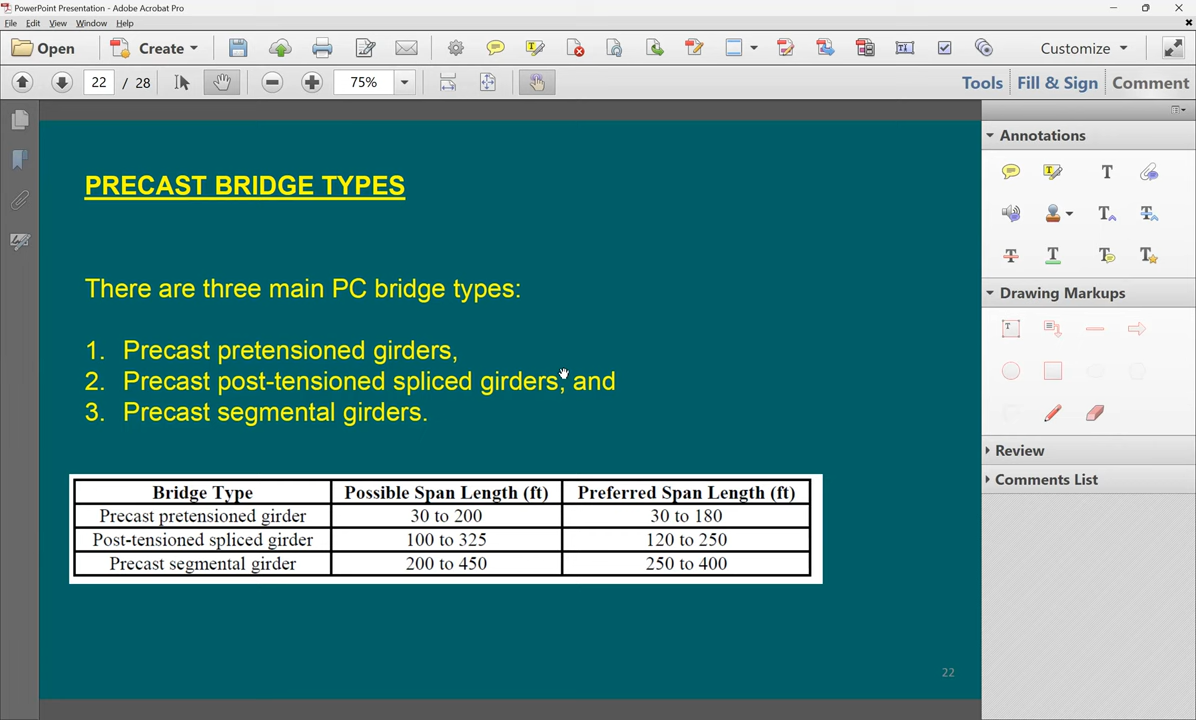 PowerPoint Presentation - Adobe Acrobat Pro
File Edit View Window Help
Open Create Customize
22 / 28 75% Tools Fill & Sign Comment
Annotations
T T T
T T T T
Drawing Markups
T
Review
Comments List
PRECAST BRIDGE TYPES
There are three main PC bridge types:
1. Precast pretensioned girders,
2. Precast post-tensioned spliced girders, and
3. Precast segmental girders.
Bridge Type Possible Span Length (ft) Preferred Span Length (ft)
Precast pretensioned girder 30 to 200 30 to 180
Post-tensioned spliced girder 100 to 325 120 to 250
Precast segmental girder 200 to 450 250 to 400
22